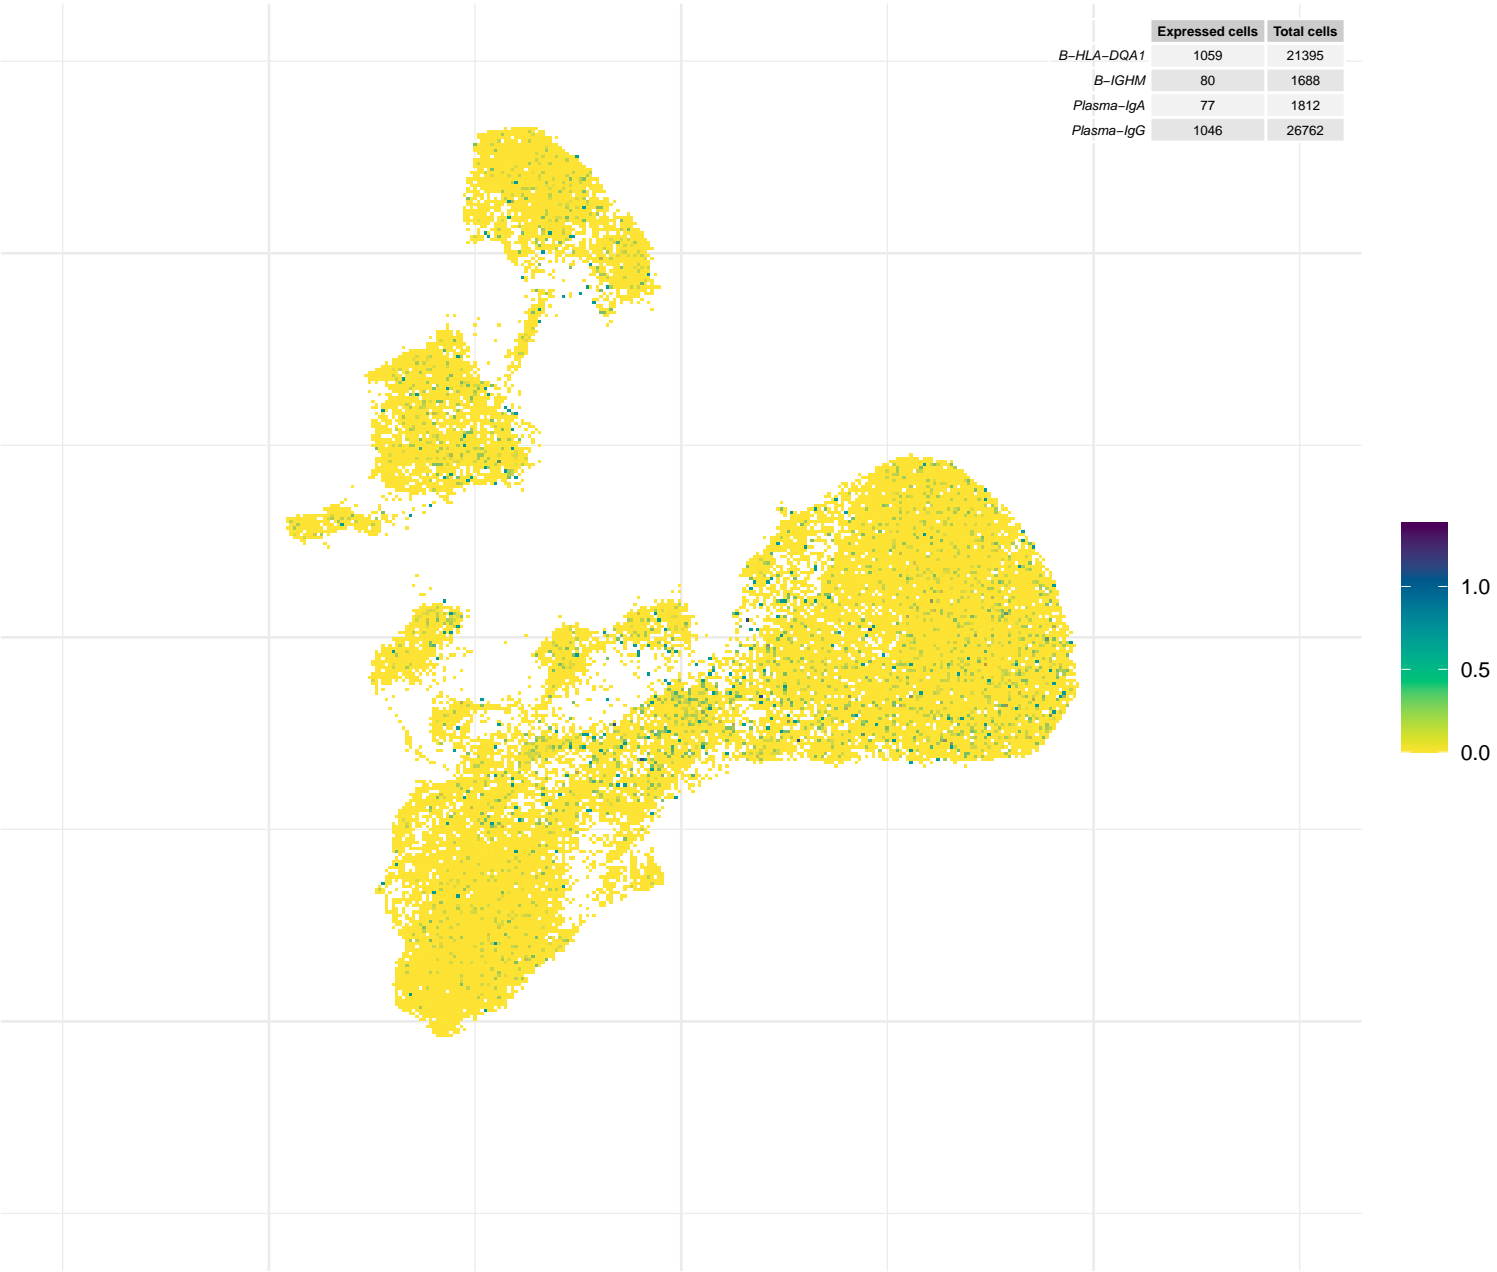 Expressed cells Total cells
B−HLA−DQA1 1059 21395
B−IGHM 80 1688
Plasma−IgA 77 1812
Plasma−IgG 1046 26762
1.0
0.5
0.0